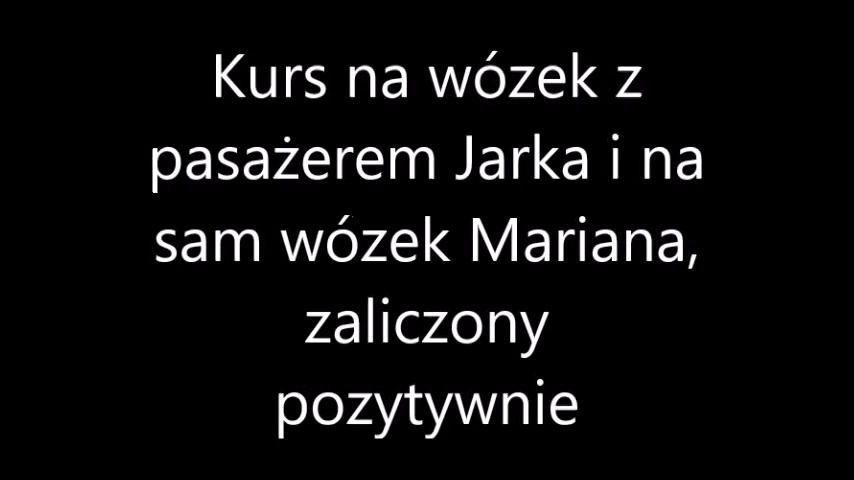 Kurs na wózek z
pasażerem Jarka i na
sam wózek Mariana,
zaliczony
pozytywnie